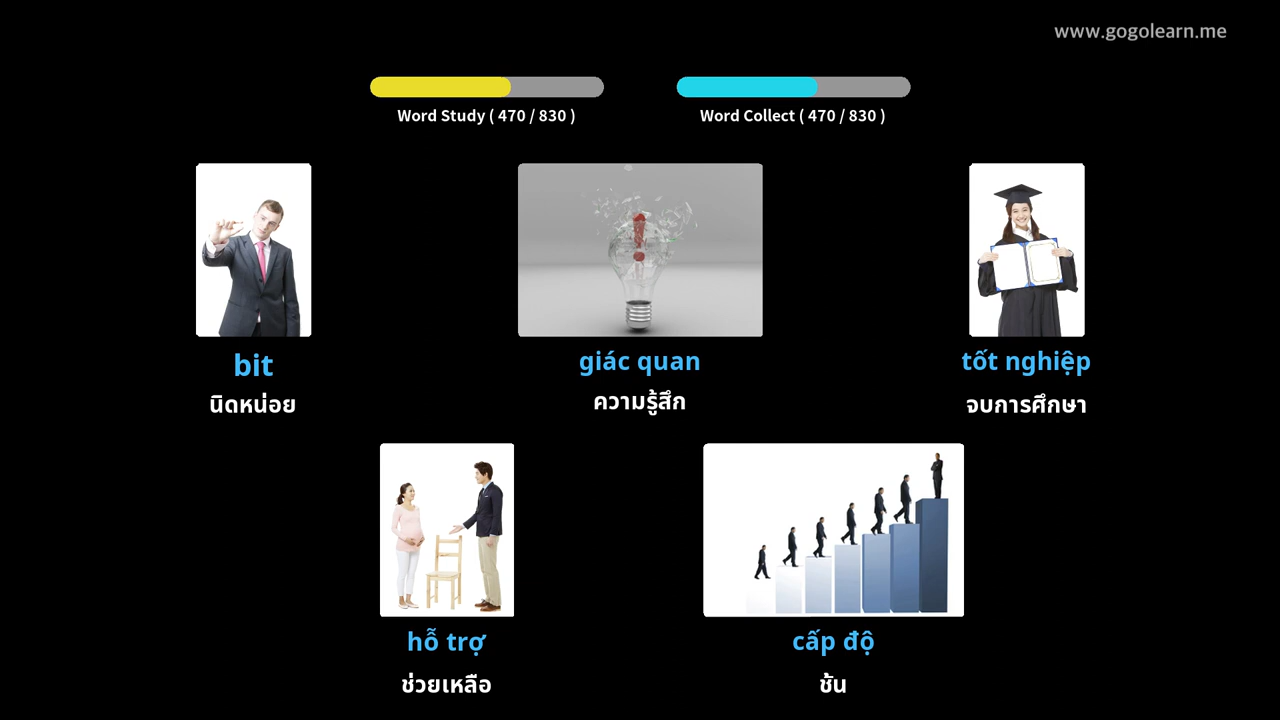 www.gogolearn.me
Word Study ( 470 / 830 )
Word Collect ( 470 / 830 )
bit
giác quan
tốt nghiệp
นิดหน่อย
ความรู้สึก
จบการศึกษา
hỗ trợ
cấp độ
ช่วยเหลือ
ชัน